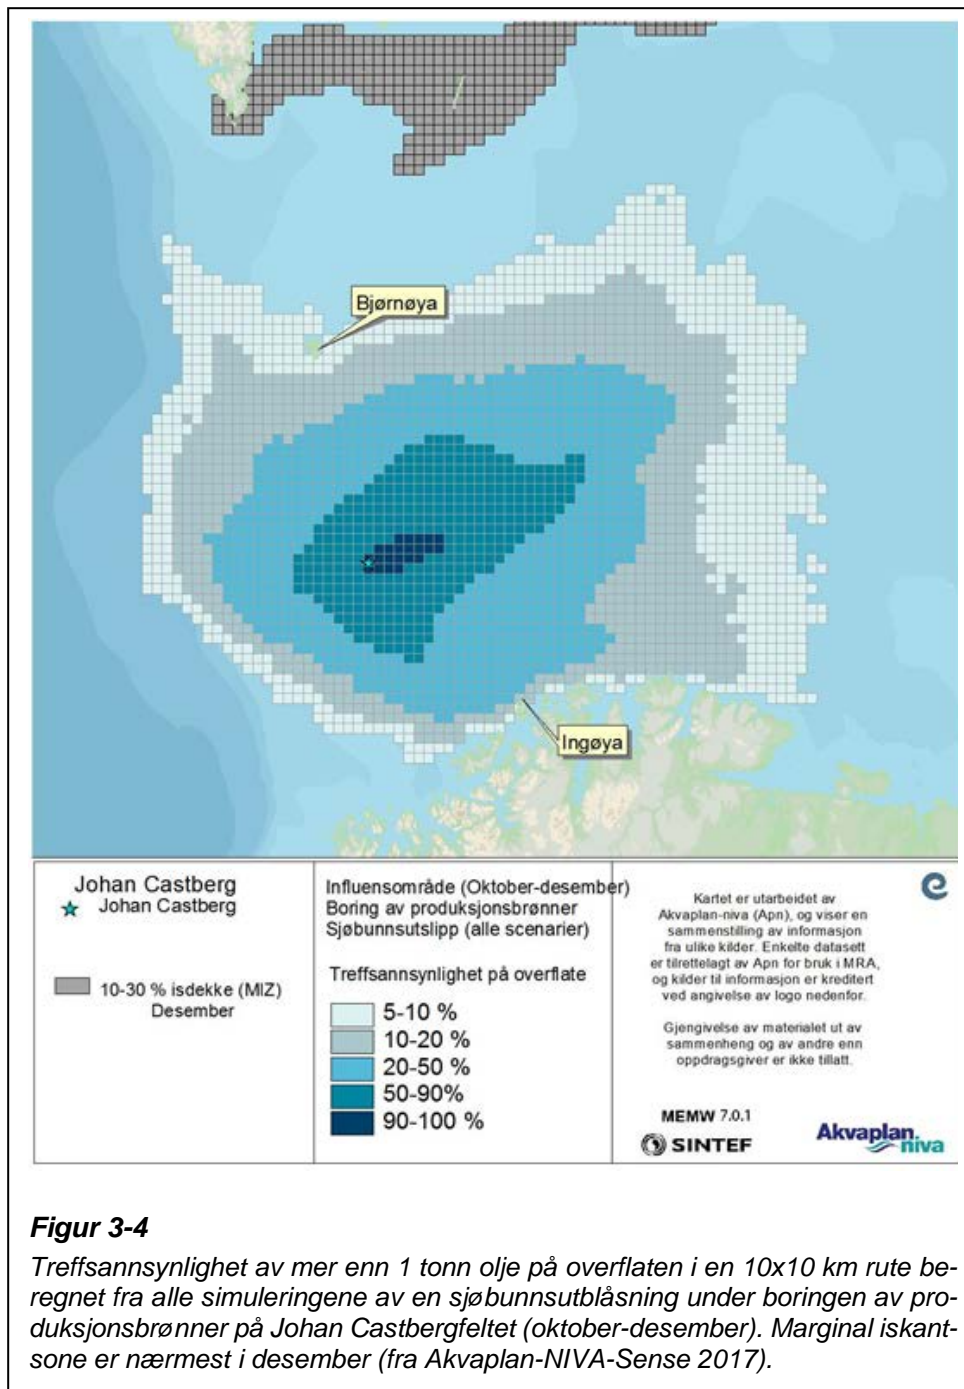 Bjørnøya
Ingøya
Johan Castberg
Johan Castberg
10-30 % isdekke (MIZ)
Desember
Influensområde (Oktober-desember)
Boring av produksjonsbrønner
Sjøbunnsutslipp (alle scenarier)
Treffsannsynlighet på overflate
5-10 %
10-20 %
20-50 %
50-90%
90-100 %
Kartet er utarbeidet av
Akvaplan-niva (Apn), og viser en
sammenstilling av informasjon
fra ulike kilder. Enkelte datasett
er tilrettelagt av Apn for bruk i MRA,
og kilder til informasjon er kreditert
ved angivelse av logo nedenfor.
Gjengivelse av materialet ut av
sammenheng og av andre enn
oppdragsgiver er ikke tillatt.
MEMW 7.0.1
SINTEF
Akvaplan
niva
Figur 3-4
Treffsannsynlighet av mer enn 1 tonn olje på overflaten i en 10x10 km rute be-
regnet fra alle simuleringene av en sjøbunnsutblåsning under boringen av pro-
duksjonsbrønner på Johan Castbergfeltet (oktober-desember). Marginal iskant-
sone er nærmest i desember (fra Akvaplan-NIVA-Sense 2017).